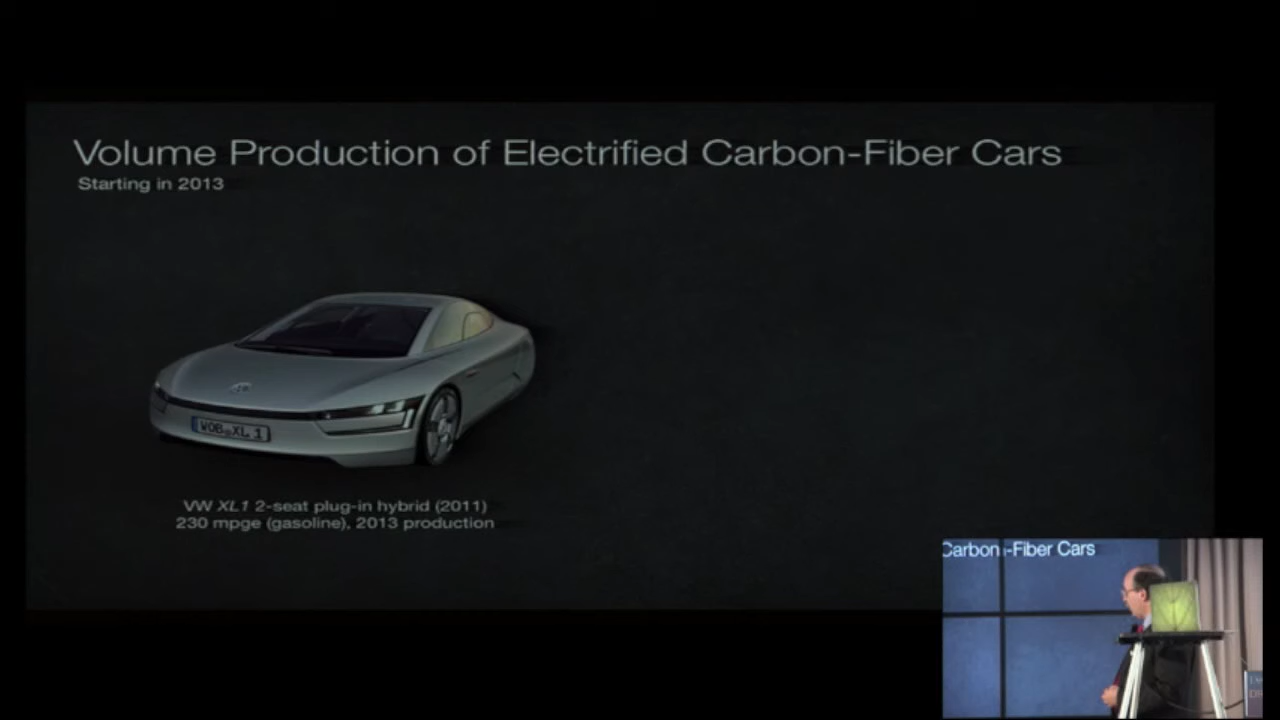 Volume Production of Electrified Carbon-Fiber Cars
Starting in 2013
WOB XL 1
VW XL1 2-seat plug-in hybrid (2011)
230 mpge (gasoline), 2013 production
Carbon-Fiber Cars